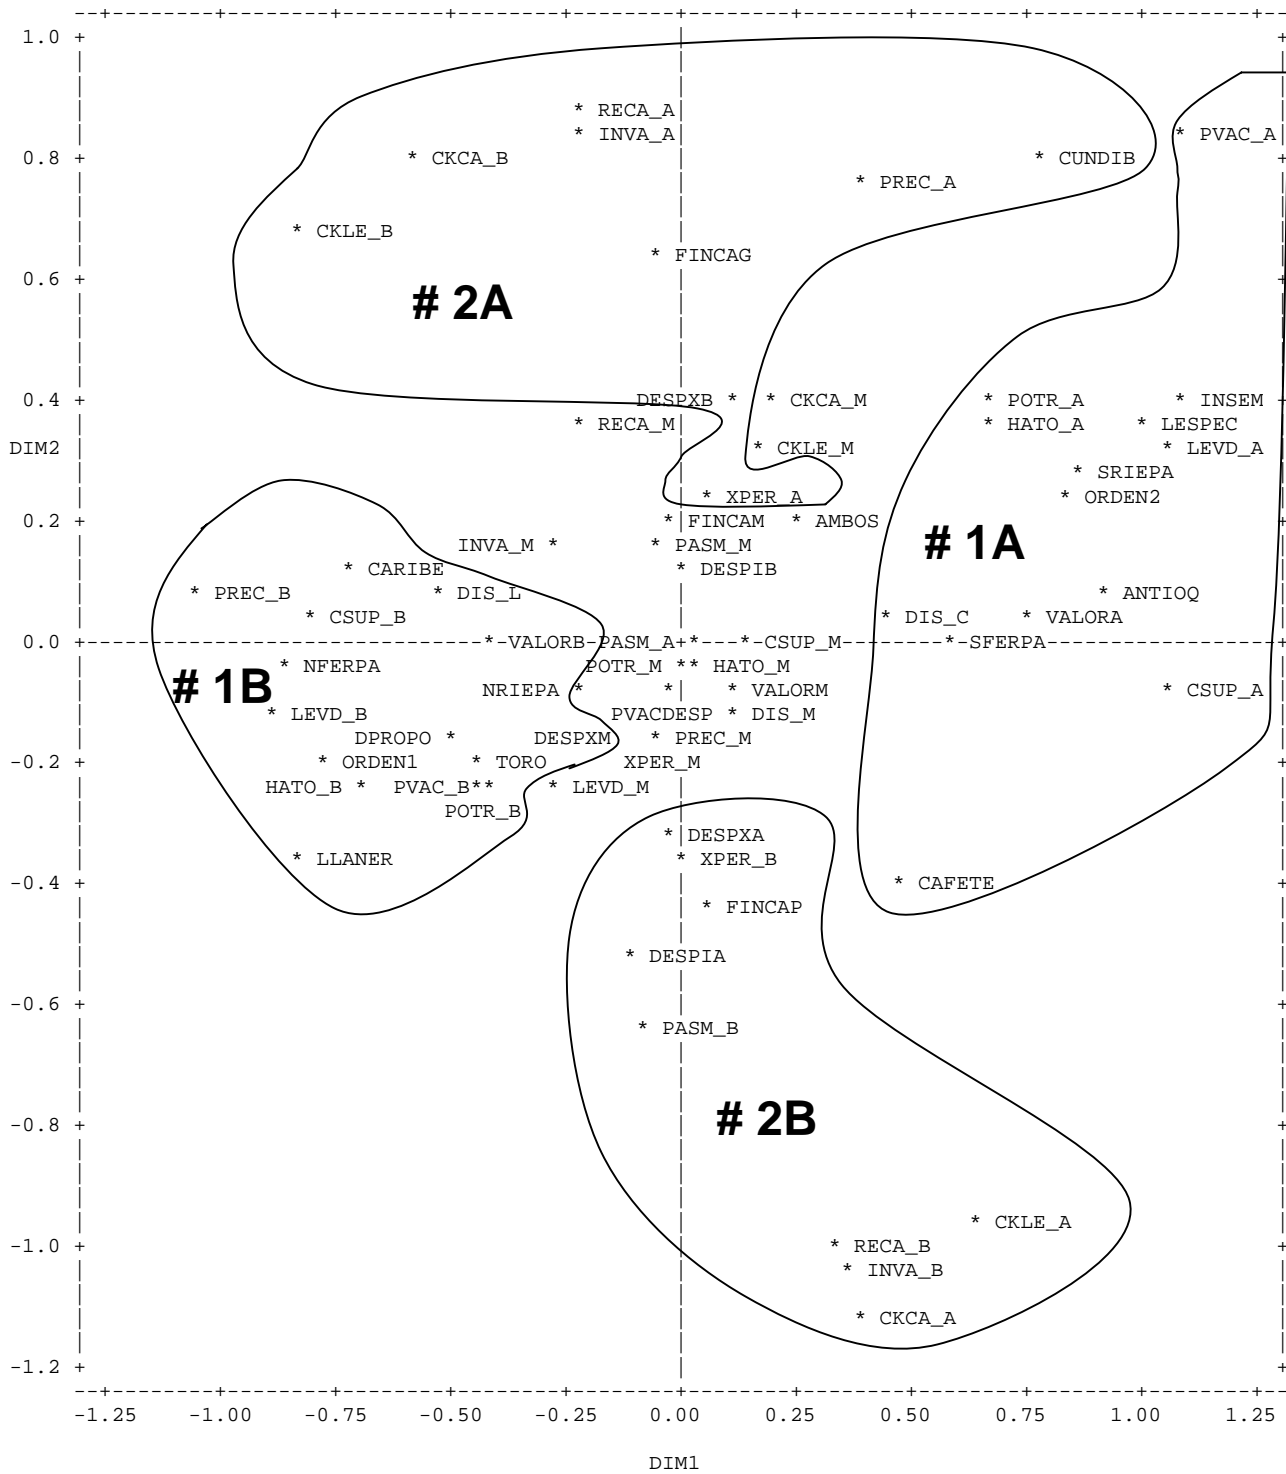 1.0
* RECA_A
* INVA_A * PVAC_A
0.8 * CKCA_B * CUNDIB
* PREC_A
* CKLE_B
* FINCAG
0.6
# 2A
0.4 DESPXB * * CKCA_M * POTR_A * INSEM
* RECA_M * HATO_A * LESPEC
DIM2 * CKLE_M * LEVD_A
* SRIEPA
* XPER_A * ORDEN2
0.2 * FINCAM * AMBOS
# 1A
INVA_M * * PASM_M
* CARIBE * DESPIB
* PREC_B * DIS_L * ANTIOQ
* CSUP_B * DIS_C * VALORA
0.0 * VALORB PASM_A * * CSUP_M * SFERPA
* NFERPA POTR_M ** HATO_M
# 1B
NRIEPA * * * VALORM * CSUP_A
* LEVD_B PVACDESP * DIS_M
DPROPO * DESPXM * PREC_M
-0.2 * ORDEN1 * TORO XPER_M
HATO_B * PVAC_B** * LEVD_M
POTR_B
* DESPXA
* LLANER * XPER_B
-0.4 * CAFETE
* FINCAP
* DESPIA
-0.6
* PASM_B
-0.8
# 2B
* CKLE_A
-1.0 * RECA_B
* INVA_B
* CKCA_A
-1.2
-1.25 -1.00 -0.75 -0.50 -0.25 0.00 0.25 0.50 0.75 1.00 1.25
DIM1